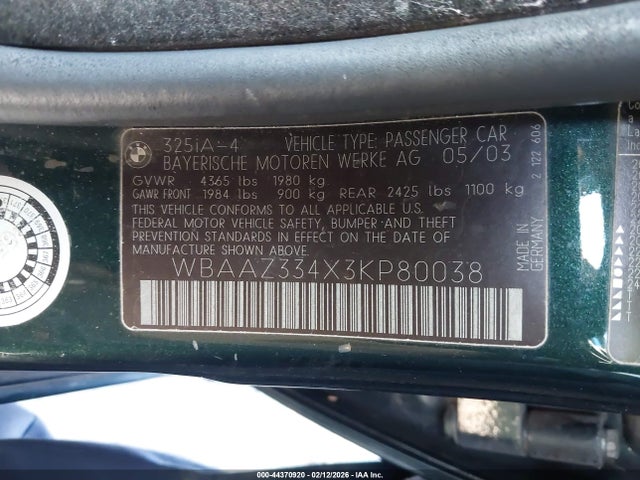 325iA-4 VEHICLE TYPE: PASSENGER CAR
BAYERISCHE MOTOREN WERKE AG 05/03
GVWR 4365 lbs 1980 kg
GAWR FRONT 1984 lbs 900 kg REAR 2425 lbs 1100 kg
THIS VEHICLE CONFORMS TO ALL APPLICABLE U.S.
FEDERAL MOTOR VEHICLE SAFETY, BUMPER AND THEFT
PREVENTION STANDARDS IN EFFECT ON THE DATE OF
MANUFACTURE SHOWN ABOVE.
WBAAZ334X3KP80038
MADE IN
GERMANY
2 122 606
000-44370920 - 02/12/2026 - IAAC.com